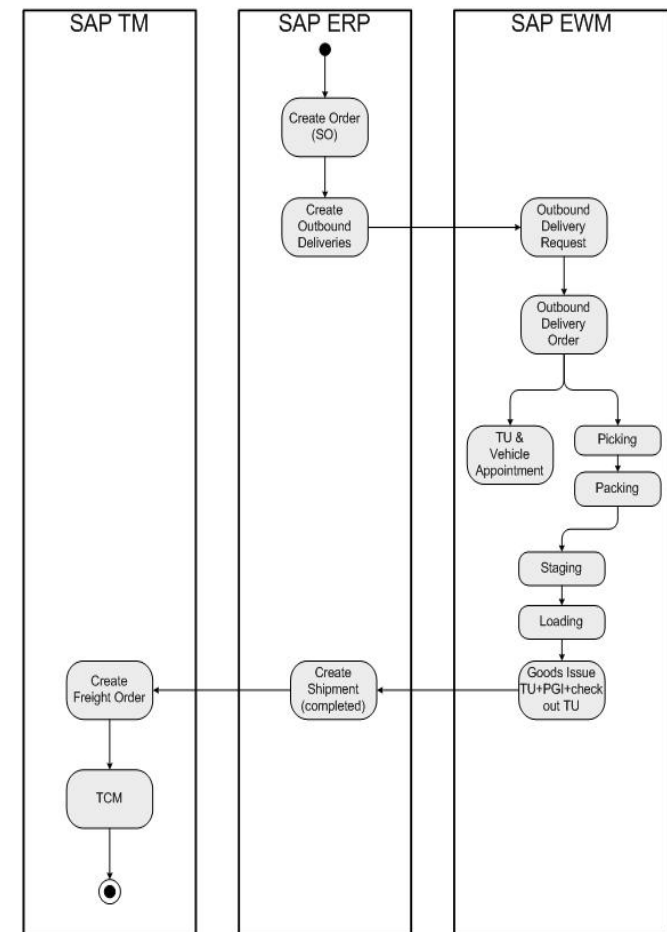 SAP TM
SAP ERP
SAP EWM
Create Order
(SO)
Create
Outbound
Deliveries
Outbound
Delivery
Request
Outbound
Delivery
Order
TU &
Vehicle
Appointment
Picking
Packing
Staging
Loading
Goods Issue
TU+PGI+check
out TU
Create
Shipment
(completed)
Create
Freight Order
TCM